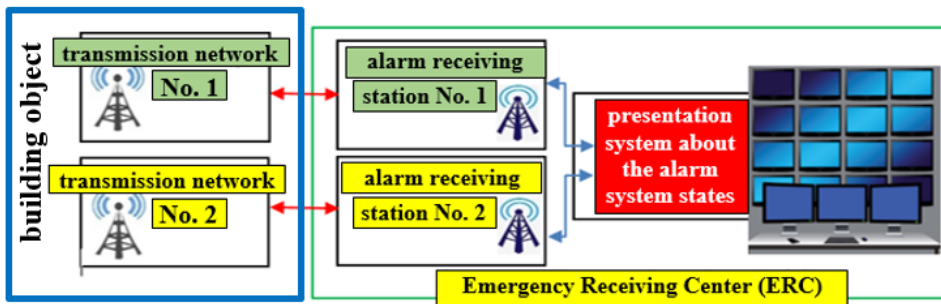 building object
transmission network
No. 1
transmission network
No. 2
alarm receiving
station No. 1
alarm receiving
station No. 2
presentation
system about
the alarm
system states
Emergency Receiving Center (ERC)